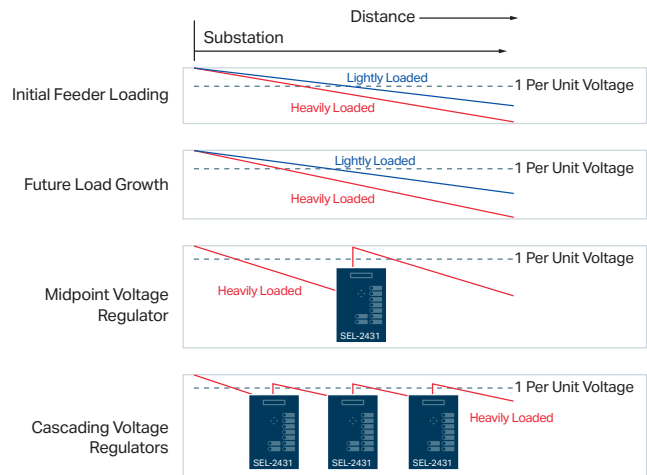 Distance
Substation
Initial Feeder Loading
Lightly Loaded
1 Per Unit Voltage
Heavily Loaded
Future Load Growth
Lightly Loaded
1 Per Unit Voltage
Heavily Loaded
Midpoint Voltage
Regulator
1 Per Unit Voltage
Heavily Loaded
SEL-2431
Cascading Voltage
Regulators
1 Per Unit Voltage
Heavily Loaded
SEL-2431
SEL-2431
SEL-2431